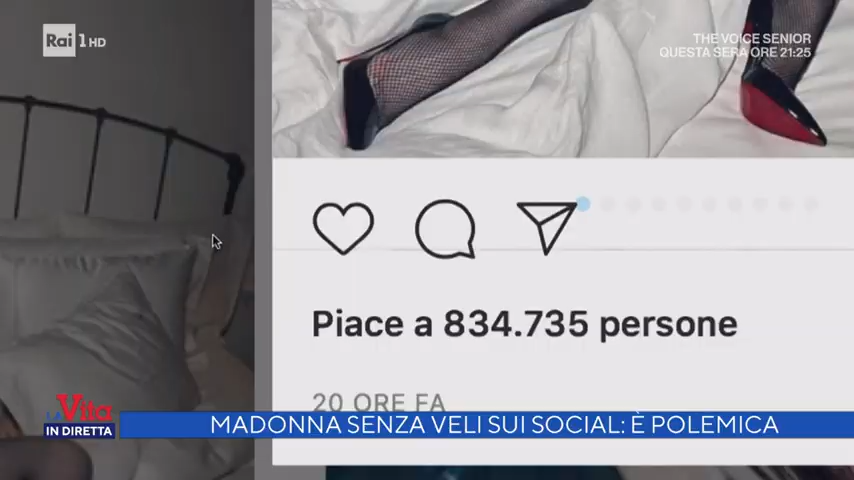 Rai 1 HD
THE VOICE SENIOR
QUESTA SERA ORE 21:25
Piace a 834.735 persone
20 ORE FA
LA Vita
IN DIRETTA
MADONNA SENZA VELI SUI SOCIAL: È POLEMICA